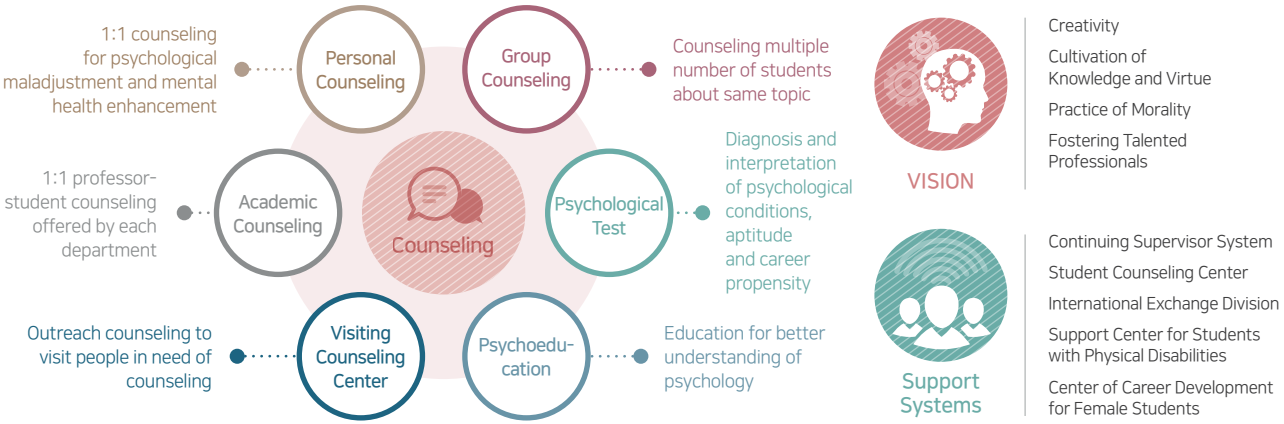 1:1 counseling
for psychological
maladjustment and mental
health enhancement
Personal
Counseling
Group
Counseling
Counseling multiple
number of students
about same topic
1:1 professor-
student counseling
offered by each
department
Academic
Counseling
Counseling
Psychological
Test
Diagnosis and
interpretation
of psychological
conditions,
aptitude
and career
propensity
Outreach counseling to
visit people in need of
counseling
Visiting
Counseling
Center
Psychoedu-
cation
Education for better
understanding of
psychology
VISION
Creativity
Cultivation of
Knowledge and Virtue
Practice of Morality
Fostering Talented
Professionals
Support
Systems
Continuing Supervisor System
Student Counseling Center
International Exchange Division
Support Center for Students
with Physical Disabilities
Center of Career Development
for Female Students